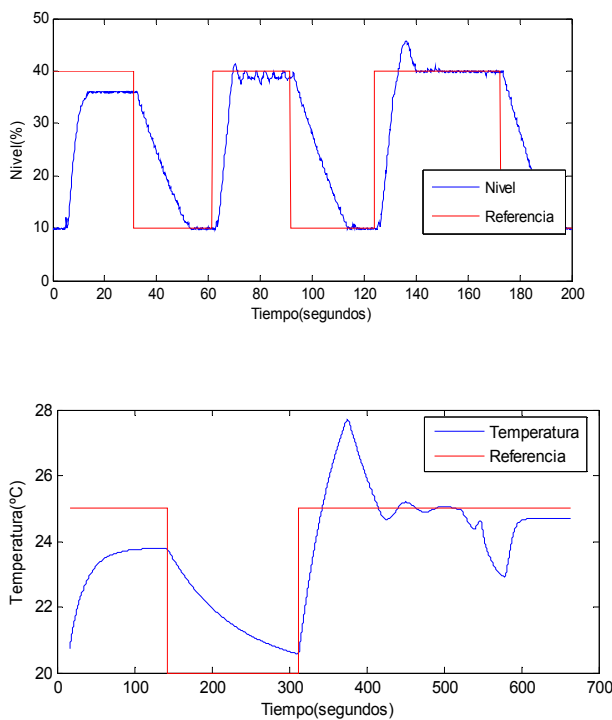 50
40
30
20
10
0
Nivel(%)
Nivel
Referencia
0 20 40 60 80 100 120 140 160 180 200
Tiempo(segundos)
28
26
24
22
20
Temperatura(ºC)
Temperatura
Referencia
0 100 200 300 400 500 600 700
Tiempo(segundos)